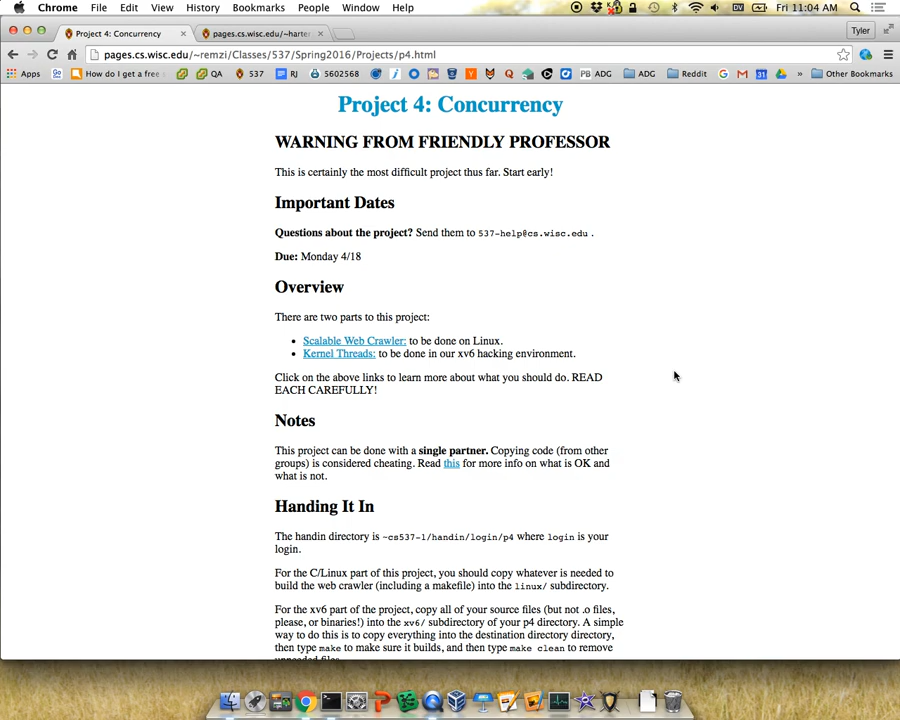 Chrome File Edit View History Bookmarks People Window Help Fri 11:04 AM
Project 4: Concurrency pages.cs.wisc.edu/~harter Tyler
pages.cs.wisc.edu/~remzi/Classes/537/Spring2016/Projects/p4.html
Apps How do I get a free QA 537 RJ 5602568 PB ADG ADG Reddit » Other Bookmarks
Project 4: Concurrency
WARNING FROM FRIENDLY PROFESSOR
This is certainly the most difficult project thus far. Start early!
Important Dates
Questions about the project? Send them to 537-help@cs.wisc.edu .
Due: Monday 4/18
Overview
There are two parts to this project:
• Scalable Web Crawler: to be done on Linux.
• Kernel Threads: to be done in our xv6 hacking environment.
Click on the above links to learn more about what you should do. READ
EACH CAREFULLY!
Notes
This project can be done with a single partner. Copying code (from other
groups) is considered cheating. Read this for more info on what is OK and
what is not.
Handing It In
The handin directory is ~cs537-1/handin/login/p4 where login is your
login.
For the C/Linux part of this project, you should copy whatever is needed to
build the web crawler (including a makefile) into the linux/ subdirectory.
For the xv6 part of the project, copy all of your source files (but not .o files,
please, or binaries!) into the xv6/ subdirectory of your p4 directory. A simple
way to do this is to copy everything into the destination directory directory,
then type make to make sure it builds, and then type make clean to remove
unneeded files.